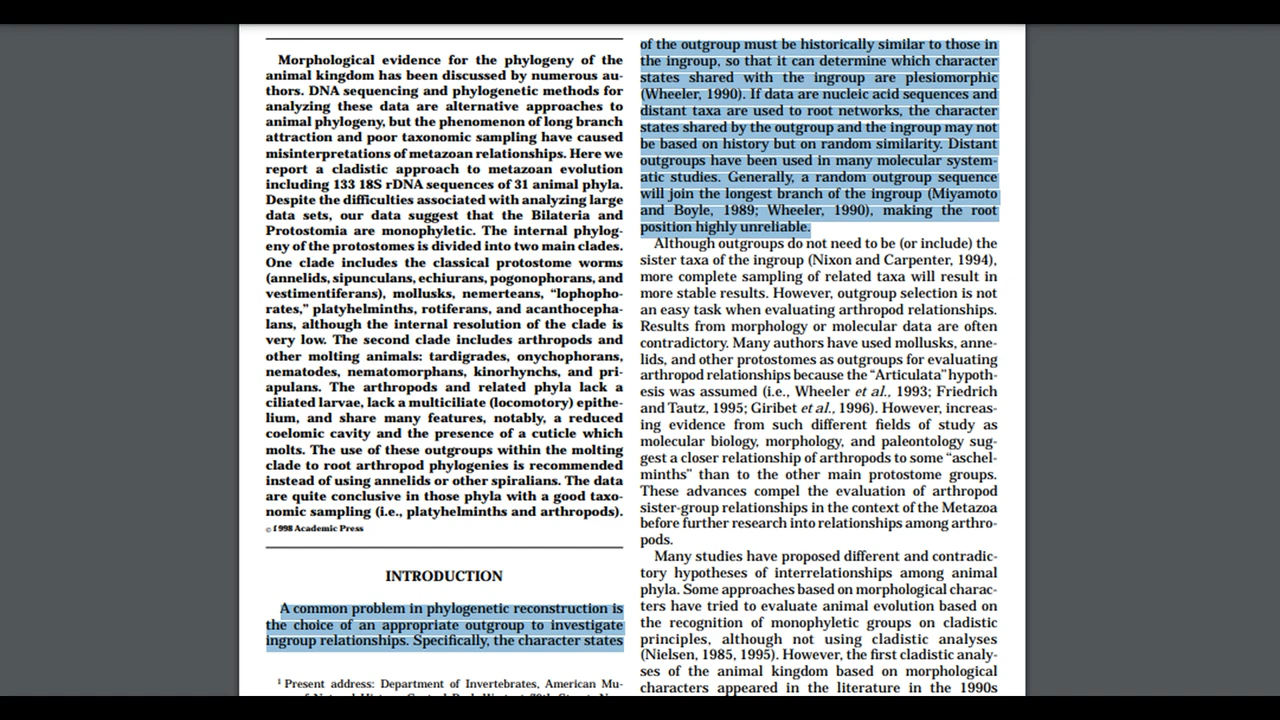 Morphological evidence for the phylogeny of the
animal kingdom has been discussed by numerous au-
thors. DNA sequencing and phylogenetic methods for
analyzing these data are alternative approaches to
animal phylogeny, but the phenomenon of long branch
attraction and poor taxonomic sampling have caused
misinterpretations of metazoan relationships. Here we
report a cladistic approach to metazoan evolution
including 133 18S rDNA sequences of 31 animal phyla.
Despite the difficulties associated with analyzing large
data sets, our data suggest that the Bilateria and
Protostomia are monophyletic. The internal phylog-
eny of the protostomes is divided into two main clades.
One clade includes the classical protostome worms
(annelids, sipunculans, echiurans, pogonophorans, and
vestimentiferans), mollusks, nemerteans, “lophopho-
rates,” platyhelminths, rotiferans, and acanthocepha-
lans, although the internal resolution of the clade is
very low. The second clade includes arthropods and
other molting animals: tardigrades, onychophorans,
nematodes, nematomorphans, kinorhynchs, and pri-
apulans. The arthropods and related phyla lack a
ciliated larvae, lack a multiciliate (locomotory) epithe-
lium, and share many features, notably, a reduced
coelomic cavity and the presence of a cuticle which
molts. The use of these outgroups within the molting
clade to root arthropod phylogenies is recommended
instead of using annelids or other spiralians. The data
are quite conclusive in those phyla with a good taxo-
nomic sampling (i.e., platyhelminths and arthropods).
© 1998 Academic Press
INTRODUCTION
A common problem in phylogenetic reconstruction is
the choice of an appropriate outgroup to investigate
ingroup relationships. Specifically, the character states
1 Present address: Department of Invertebrates, American Mu-
of the outgroup must be historically similar to those in
the ingroup, so that it can determine which character
states shared with the ingroup are plesiomorphic
(Wheeler, 1990). If data are nucleic acid sequences and
distant taxa are used to root networks, the character
states shared by the outgroup and the ingroup may not
be based on history but on random similarity. Distant
outgroups have been used in many molecular system-
atic studies. Generally, a random outgroup sequence
will join the longest branch of the ingroup (Miyamoto
and Boyle, 1989; Wheeler, 1990), making the root
position highly unreliable.
Although outgroups do not need to be (or include) the
sister taxa of the ingroup (Nixon and Carpenter, 1994),
more complete sampling of related taxa will result in
more stable results. However, outgroup selection is not
an easy task when evaluating arthropod relationships.
Results from morphology or molecular data are often
contradictory. Many authors have used mollusks, anne-
lids, and other protostomes as outgroups for evaluating
arthropod relationships because the “Articulata” hypoth-
esis was assumed (i.e., Wheeler et al., 1993; Friedrich
and Tautz, 1995; Giribet et al., 1996). However, increas-
ing evidence from such different fields of study as
molecular biology, morphology, and paleontology sug-
gest a closer relationship of arthropods to some “aschel-
minths” than to the other main protostome groups.
These advances compel the evaluation of arthropod
sister-group relationships in the context of the Metazoa
before further research into relationships among arthro-
pods.
Many studies have proposed different and contradic-
tory hypotheses of interrelationships among animal
phyla. Some approaches based on morphological charac-
ters have tried to evaluate animal evolution based on
the recognition of monophyletic groups on cladistic
principles, although not using cladistic analyses
(Nielsen, 1985, 1995). However, the first cladistic analy-
ses of the animal kingdom based on morphological
characters appeared in the literature in the 1990s